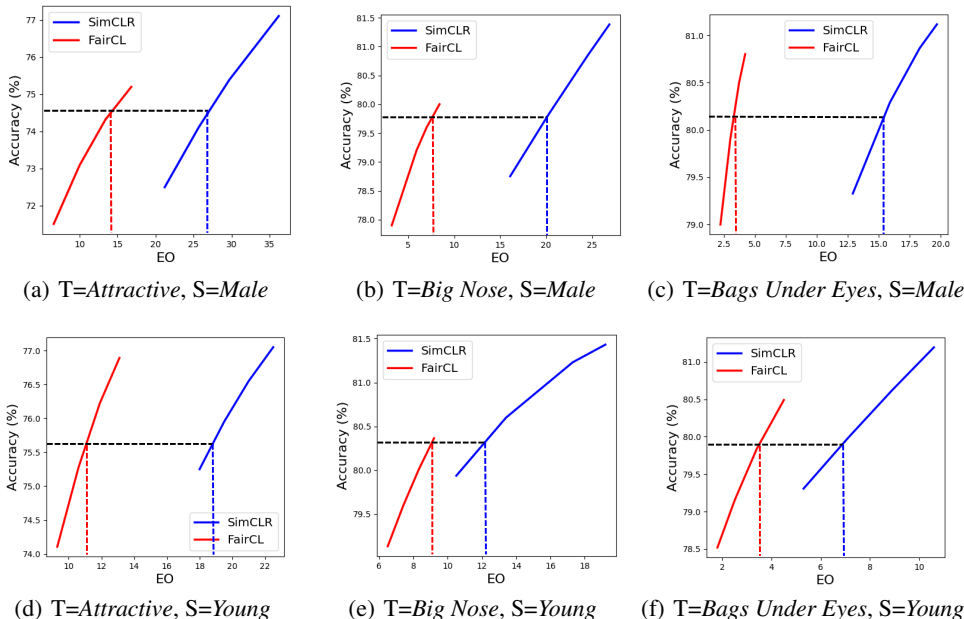 SimCLR
FairCL
77
76
75
74
73
72
Accuracy (%)
10 15 20 25 30 35
EO
(a) T=Attractive, S=Male
SimCLR
FairCL
81.5
81.0
80.5
80.0
79.5
79.0
78.5
78.0
Accuracy (%)
5 10 15 20 25
EO
(b) T=Big Nose, S=Male
SimCLR
FairCL
81.0
80.5
80.0
79.5
79.0
Accuracy (%)
2.5 5.0 7.5 10.0 12.5 15.0 17.5 20.0
EO
(c) T=Bags Under Eyes, S=Male
77.0
76.5
76.0
75.5
75.0
74.5
74.0
Accuracy (%)
SimCLR
FairCL
10 12 14 16 18 20 22
EO
(d) T=Attractive, S=Young
SimCLR
FairCL
81.5
81.0
80.5
80.0
79.5
Accuracy (%)
6 8 10 12 14 16 18
EO
(e) T=Big Nose, S=Young
SimCLR
FairCL
81.0
80.5
80.0
79.5
79.0
78.5
Accuracy (%)
2 4 6 8 10
EO
(f) T=Bags Under Eyes, S=Young